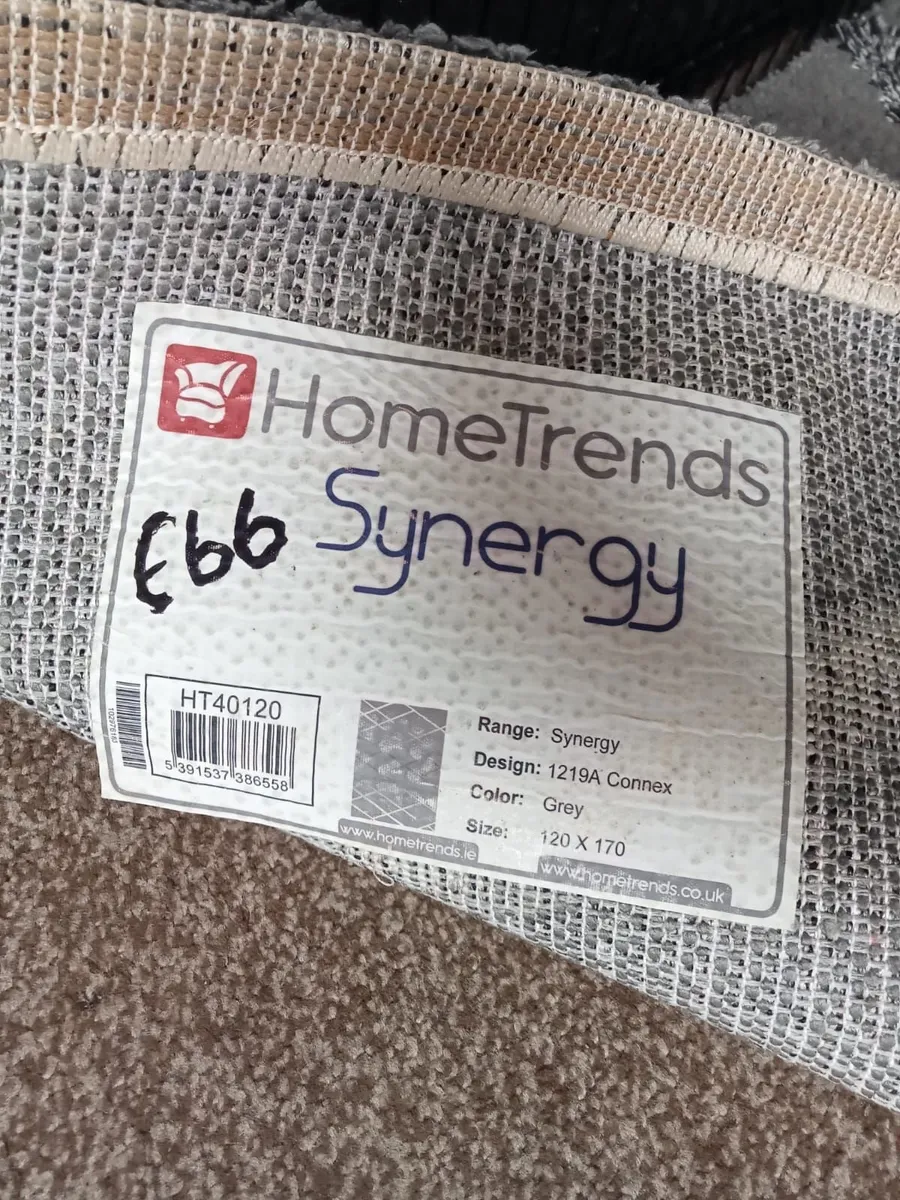 HomeTrends
Synergy
€66
HT40120
5 391537 386558
Range: Synergy
Design: 1219A Connex
Color: Grey
Size: 120 X 170
www.hometrends.ie
www.hometrends.co.uk